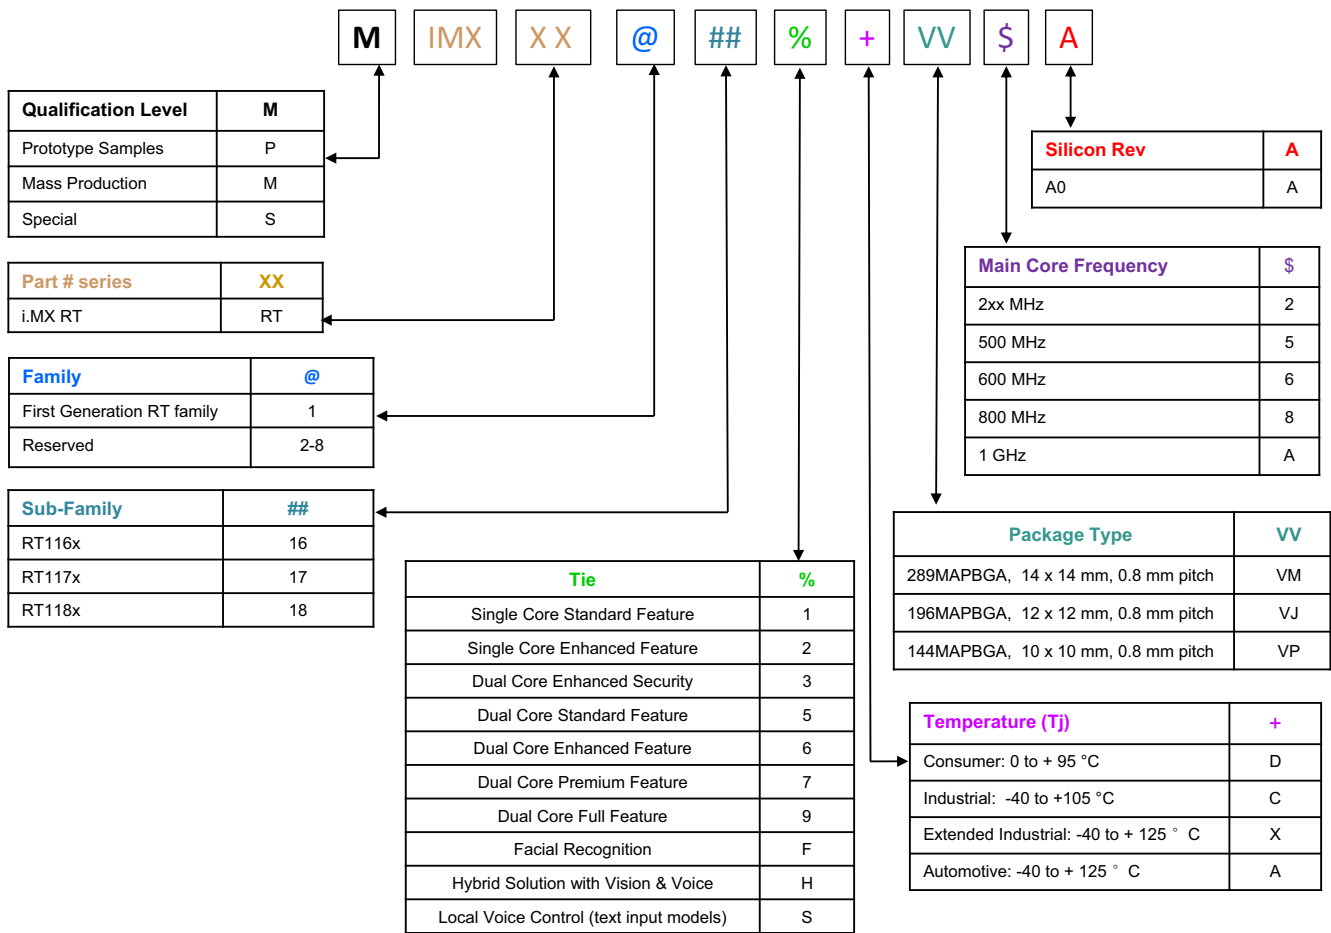 M IMX X X @ ## % + VV $ A
Qualification Level M
Prototype Samples P
Mass Production M
Special S
Part # series XX
i.MX RT RT
Family @
First Generation RT family 1
Reserved 2-8
Sub-Family ##
RT116x 16
RT117x 17
RT118x 18
Tie %
Single Core Standard Feature 1
Single Core Enhanced Feature 2
Dual Core Enhanced Security 3
Dual Core Standard Feature 5
Dual Core Enhanced Feature 6
Dual Core Premium Feature 7
Dual Core Full Feature 9
Facial Recognition F
Hybrid Solution with Vision & Voice H
Local Voice Control (text input models) S
Silicon Rev A
A0 A
Main Core Frequency $
2xx MHz 2
500 MHz 5
600 MHz 6
800 MHz 8
1 GHz A
Package Type VV
289MAPBGA, 14 x 14 mm, 0.8 mm pitch VM
196MAPBGA, 12 x 12 mm, 0.8 mm pitch VJ
144MAPBGA, 10 x 10 mm, 0.8 mm pitch VP
Temperature (Tj) +
Consumer: 0 to + 95 °C D
Industrial: -40 to +105 °C C
Extended Industrial: -40 to + 125 ° C X
Automotive: -40 to + 125 ° C A